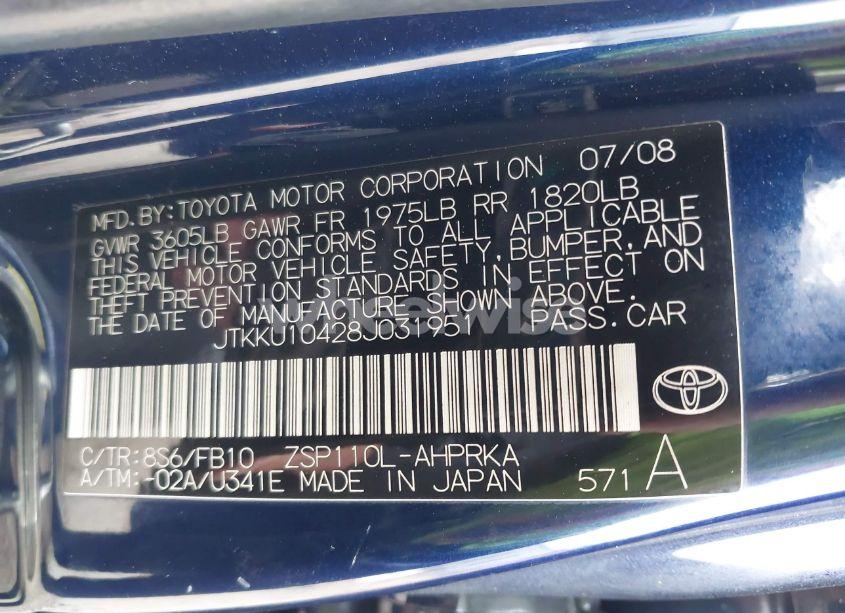 MFD. BY: TOYOTA MOTOR CORPORATION 07/08
GVWR 3605LB GAWR FR 1975LB RR 1820LB
THIS VEHICLE CONFORMS TO ALL APPLICABLE
FEDERAL MOTOR VEHICLE SAFETY, BUMPER, AND
THEFT PREVENTION STANDARDS IN EFFECT ON
THE DATE OF MANUFACTURE SHOWN ABOVE.
JTKKU10428J031951 PASS. CAR
C/TR: 8S6/FB10 ZSP110L-AHPRKA
A/TM: -02A/U341E MADE IN JAPAN 571 A